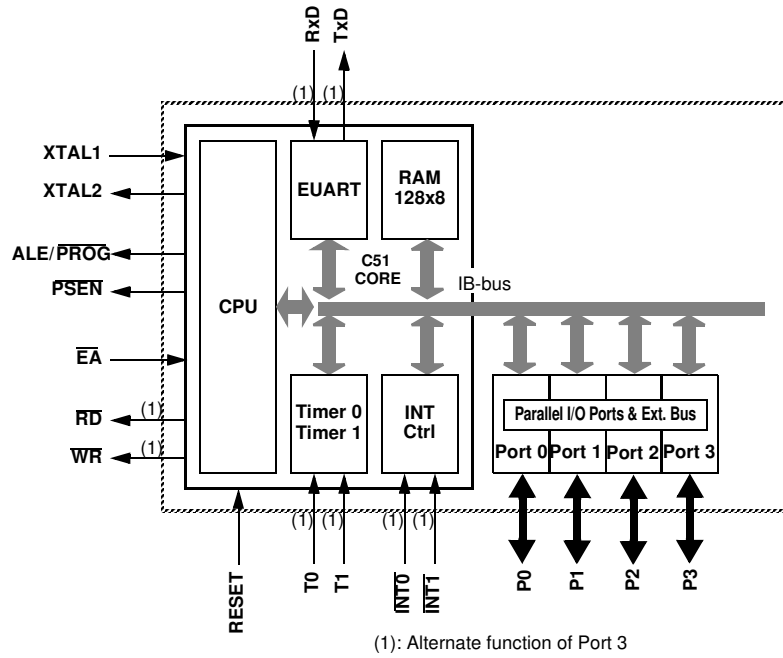 RxD
TxD
(1) (1)
XTAL1
XTAL2
ALE/PROG
PSEN
EA
RD (1)
WR (1)
CPU
EUART
RAM
128x8
C51
CORE
IB-bus
Timer 0
Timer 1
INT
Ctrl
Parallel I/O Ports & Ext. Bus
Port 0 Port 1 Port 2 Port 3
(1) (1) (1) (1)
RESET
T0
T1
INT0
INT1
P0
P1
P2
P3
(1): Alternate function of Port 3